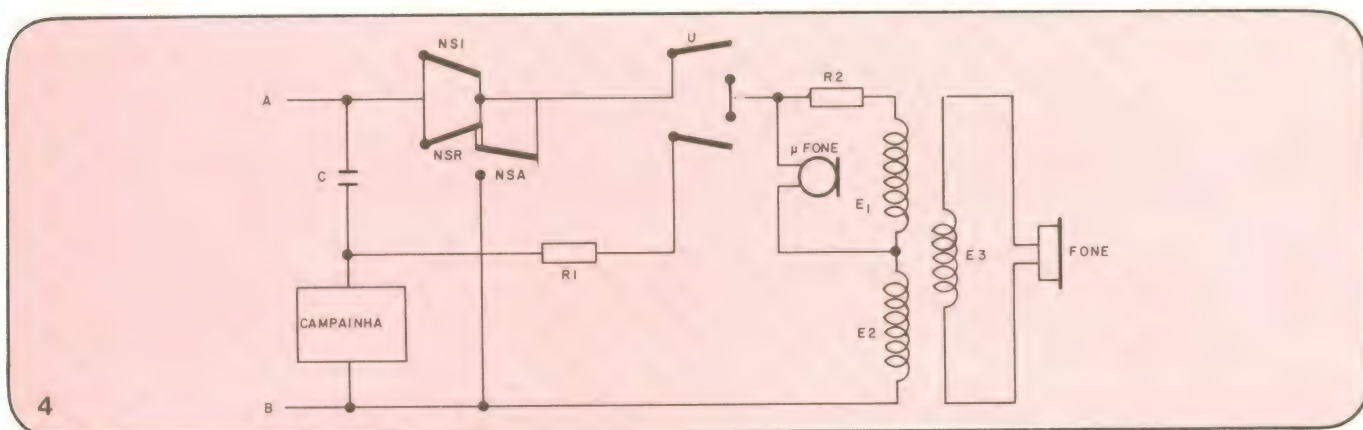 NSI
U
A
R2
NSR
NSA
μ FONE
C
E1
E3
FONE
R1
CAMPAINHA
E2
B
4